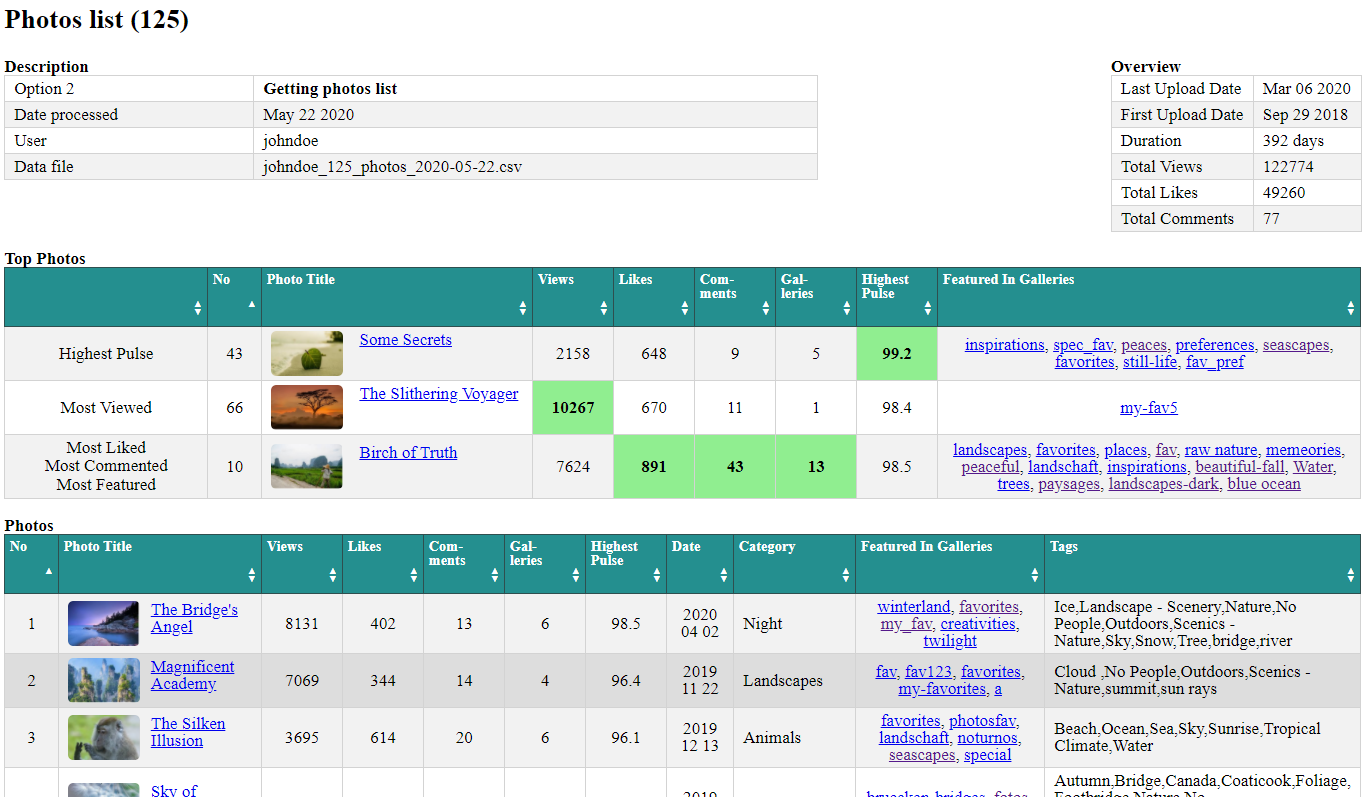 Photos list (125)
Description
Option 2 Getting photos list
Date processed May 22 2020
User johndoe
Data file johndoe_125_photos_2020-05-22.csv
Overview
Last Upload Date Mar 06 2020
First Upload Date Sep 29 2018
Duration 392 days
Total Views 122774
Total Likes 49260
Total Comments 77
Top Photos
No Photo Title Views Likes Com- Gal- Highest Featured In Galleries
ments leries Pulse
Highest Pulse 43 Some Secrets 2158 648 9 5 99.2 inspirations, spec_fav, peaces, preferences, seascapes,
favorites, still-life, fav_pref
Most Viewed 66 The Slithering Voyager 10267 670 11 1 98.4 my-fav5
Most Liked
Most Commented
Most Featured
10 Birch of Truth 7624 891 43 13 98.5
landscapes, favorites, places, fav, raw nature, memeories,
peaceful, landschaft, inspirations, beautiful-fall, Water,
trees, paysages, landscapes-dark, blue ocean
Photos
No Photo Title Views Likes Com- Gal- Highest Date Category Featured In Galleries Tags
ments leries Pulse
1
The Bridge's
Angel
8131 402 13 6 98.5
2020
04 02
Night
winterland, favorites,
my_fav, creativities,
twilight
Ice,Landscape - Scenery,Nature,No
People,Outdoors,Scenics -
Nature,Sky,Snow,Tree,bridge,river
2
Magnificent
Academy
7069 344 14 4 96.4
2019
11 22
Landscapes
fav, fav123, favorites,
my-favorites, a
Cloud ,No People,Outdoors,Scenics -
Nature,summit,sun rays
3
The Silken
Illusion
3695 614 20 6 96.1
2019
12 13
Animals
favorites, photosfav,
landschaft, noturnos,
seascapes, special
Beach,Ocean,Sea,Sky,Sunrise,Tropical
Climate,Water
Sky of
2019
bruecken-bridges, fotos
Autumn,Bridge,Canada,Coaticook,Foliage,
Footbridge,Nature,No